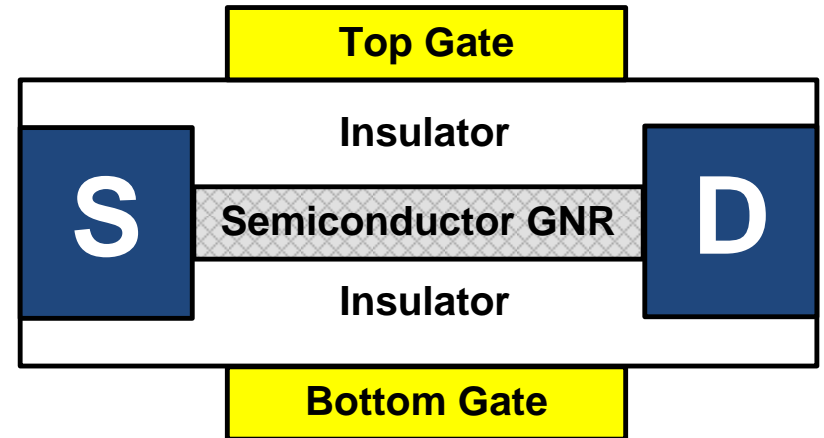 Top Gate
Insulator
S
Semiconductor GNR
D
Insulator
Bottom Gate